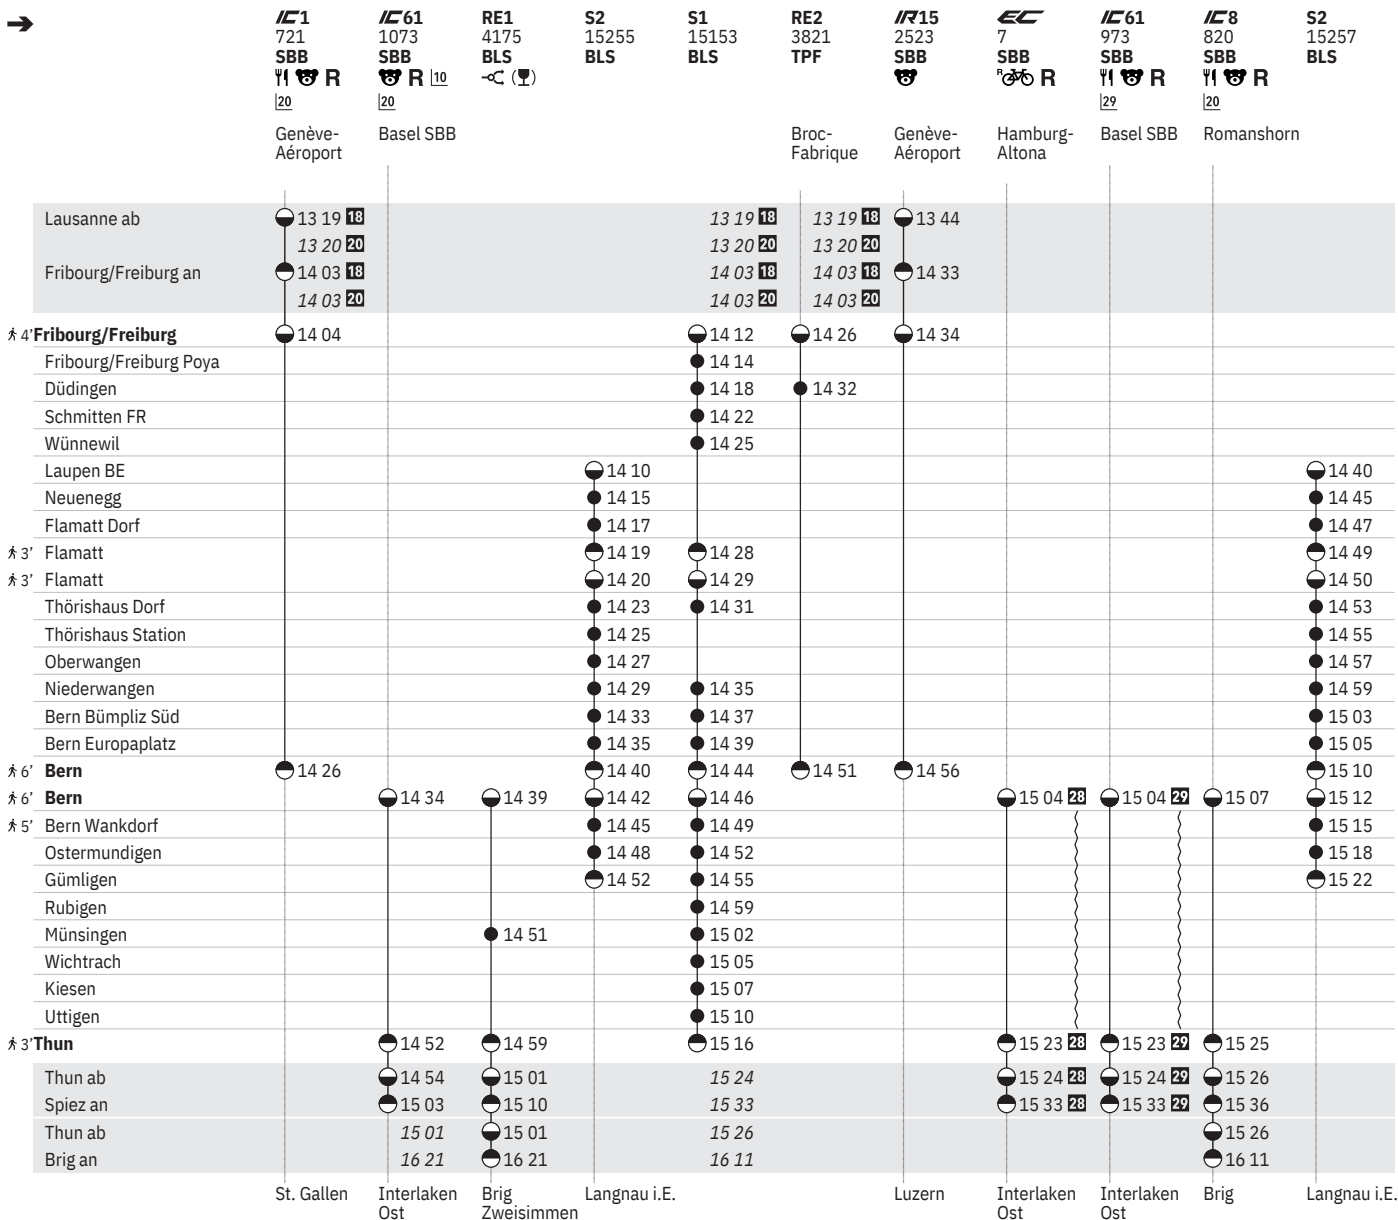 IC1 IC61 RE1 S2 S1 RE2 IR15 EC IC61 IC8 S2
721 1073 4175 15255 15153 3821 2523 7 973 820 15257
SBB SBB BLS BLS BLS TPF SBB SBB SBB SBB BLS
R R 10 R R R R
20 20 29 20
Genève- Basel SBB Broc- Genève- Hamburg- Basel SBB Romanshorn
Aéroport Fabrique Aéroport Altona
Lausanne ab 13 19 18 13 19 18 13 19 18 13 44
13 20 20 13 20 20 13 20 20
Fribourg/Freiburg an 14 03 18 14 03 18 14 03 18 14 33
14 03 20 14 03 20 14 03 20
4' Fribourg/Freiburg 14 04 14 12 14 26 14 34
Fribourg/Freiburg Poya 14 14
Düdingen 14 18 14 32
Schmitten FR 14 22
Wünnewil 14 25
Laupen BE 14 10 14 40
Neuenegg 14 15 14 45
Flamatt Dorf 14 17 14 47
3' Flamatt 14 19 14 28 14 49
3' Flamatt 14 20 14 29 14 50
Thörishaus Dorf 14 23 14 31 14 53
Thörishaus Station 14 25 14 55
Oberwangen 14 27 14 57
Niederwangen 14 29 14 35 14 59
Bern Bümpliz Süd 14 33 14 37 15 03
Bern Europaplatz 14 35 14 39 15 05
6' Bern 14 26 14 40 14 44 14 51 14 56 15 10
6' Bern 14 34 14 39 14 42 14 46 15 04 28 15 04 29 15 07 15 12
5' Bern Wankdorf 14 45 14 49 15 15
Ostermundigen 14 48 14 52 15 18
Gümligen 14 52 14 55 15 22
Rubigen 14 59
Münsingen 14 51 15 02
Wichtrach 15 05
Kiesen 15 07
Uttigen 15 10
3' Thun 14 52 14 59 15 16 15 23 28 15 23 29 15 25
Thun ab 14 54 15 01 15 24 15 24 28 15 24 29 15 26
Spiez an 15 03 15 10 15 33 15 33 28 15 33 29 15 36
Thun ab 15 01 15 01 15 26 15 26
Brig an 16 21 16 21 16 11 16 11
St. Gallen Interlaken Brig Langnau i.E. Luzern Interlaken Interlaken Brig Langnau i.E.
Ost Zweisimmen Ost Ost